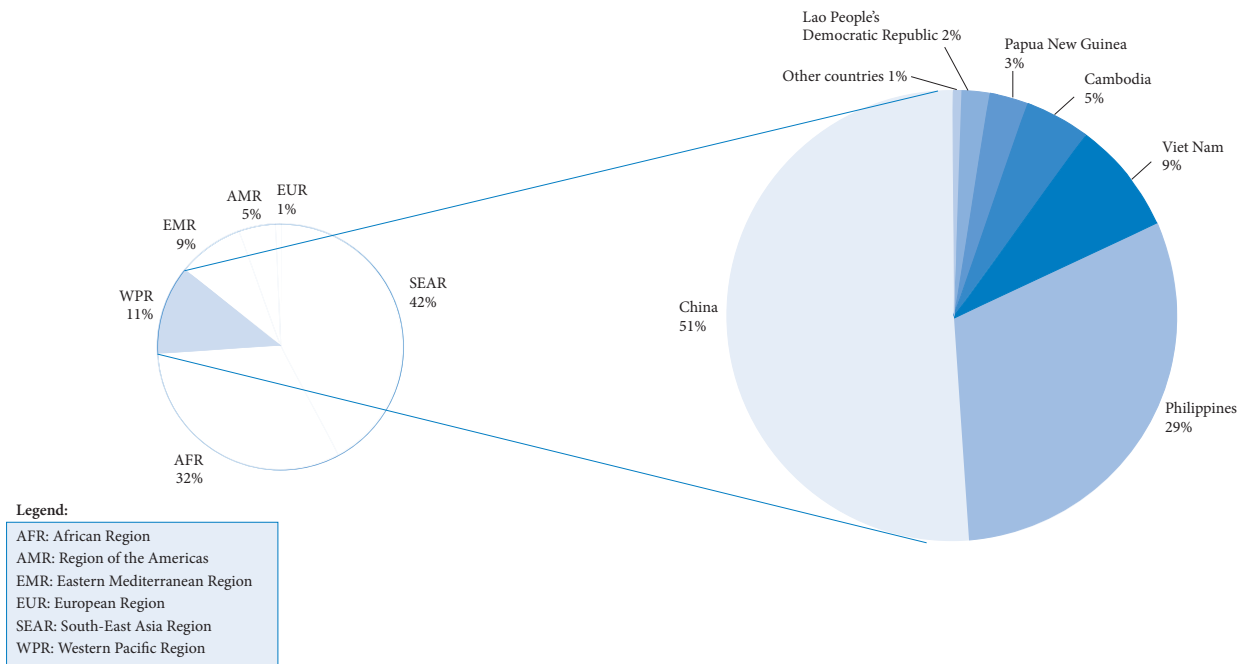 Lao People’s
Democratic Republic 2%
Papua New Guinea
3%
Other countries 1%
Cambodia
5%
Viet Nam
9%
EUR
1%
AMR
5%
EMR
9%
SEAR
42%
WPR
11%
China
51%
Philippines
29%
AFR
32%
Legend:
AFR: African Region
AMR: Region of the Americas
EMR: Eastern Mediterranean Region
EUR: European Region
SEAR: South-East Asia Region
WPR: Western Pacific Region